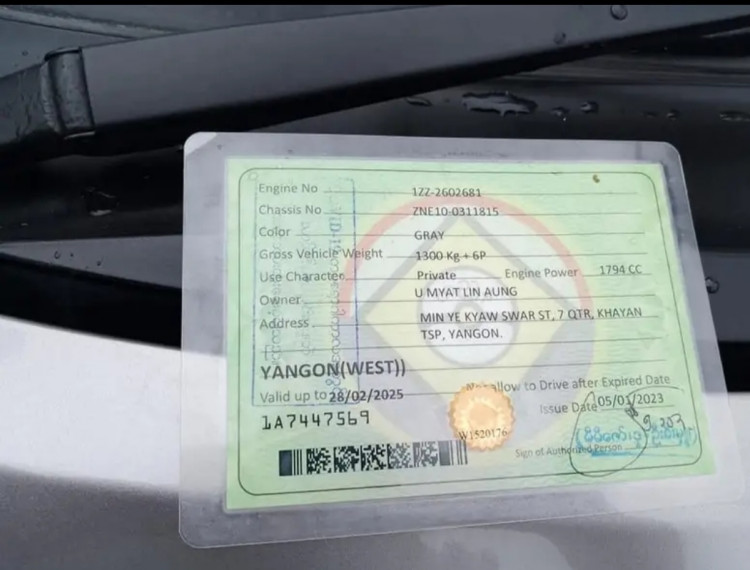 Engine No 1ZZ-2602681
Chassis No ZNE10-0311815
Color GRAY
Gross Vehicle Weight 1300 Kg + 6P
Use Character Private Engine Power 1794 CC
Owner U MYAT LIN AUNG
Address MIN YE KYAW SWAR ST, 7 QTR, KHAYAN
TSP, YANGON.
YANGON(WEST))
Not allow to Drive after Expired Date
Valid up to 28/02/2025
Issue Date 05/01/2023
1A7447569
W1520176
Sign of Authorized Person